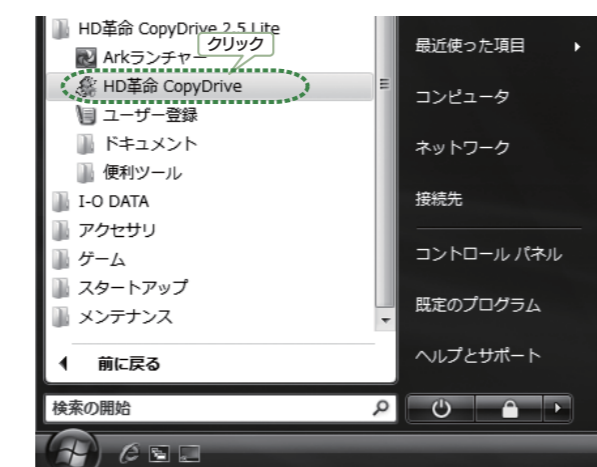 HD革命 CopyDrive 2.5 Lite
クリック
Arkランチャー
HD革命 CopyDrive
ユーザー登録
ドキュメント
便利ツール
I-O DATA
アクセサリ
ゲーム
スタートアップ
メンテナンス
前に戻る
検索の開始
最近使った項目
コンピュータ
ネットワーク
接続先
コントロール パネル
既定のプログラム
ヘルプとサポート